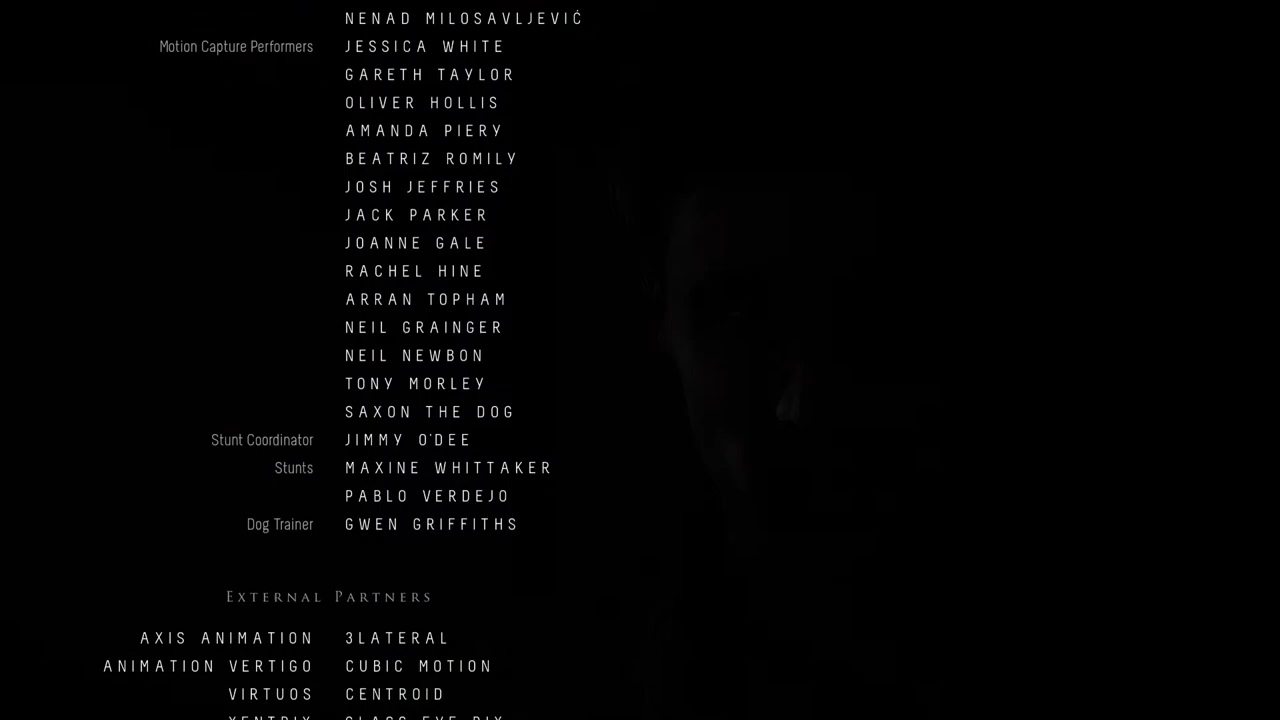 NENAD MILOSAVLJEVIĆ
Motion Capture Performers JESSICA WHITE
GARETH TAYLOR
OLIVER HOLLIS
AMANDA PIERY
BEATRIZ ROMILY
JOSH JEFFRIES
JACK PARKER
JOANNE GALE
RACHEL HINE
ARRAN TOPHAM
NEIL GRAINGER
NEIL NEWBON
TONY MORLEY
SAXON THE DOG
Stunt Coordinator JIMMY O'DEE
Stunts MAXINE WHITTAKER
PABLO VERDEJO
Dog Trainer GWEN GRIFFITHS
EXTERNAL PARTNERS
AXIS ANIMATION 3LATERAL
ANIMATION VERTIGO CUBIC MOTION
VIRTUOS CENTROID